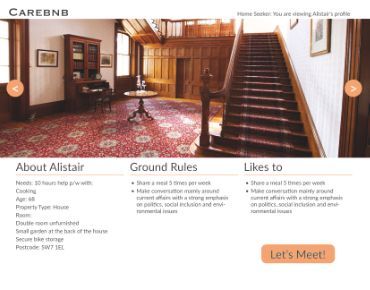 CAREBNB
Home Seeker: You are viewing Alistair's profile
<
>
About Alistair
Needs: 10 hours help p/w with:
Cooking
Age: 68
Property Type: House
Room:
Double room unfurnished
Small garden at the back of the house
Secure bike storage
Postcode: SW7 1EL
Ground Rules
• Share a meal 5 times per week
• Make conversation mainly around
current affairs with a strong emphasis
on politics, social inclusion and envi-
ronmental issues
Likes to
• Share a meal 5 times per week
• Make conversation mainly around
current affairs with a strong emphasis
on politics, social inclusion and envi-
ronmental issues
Let's Meet!